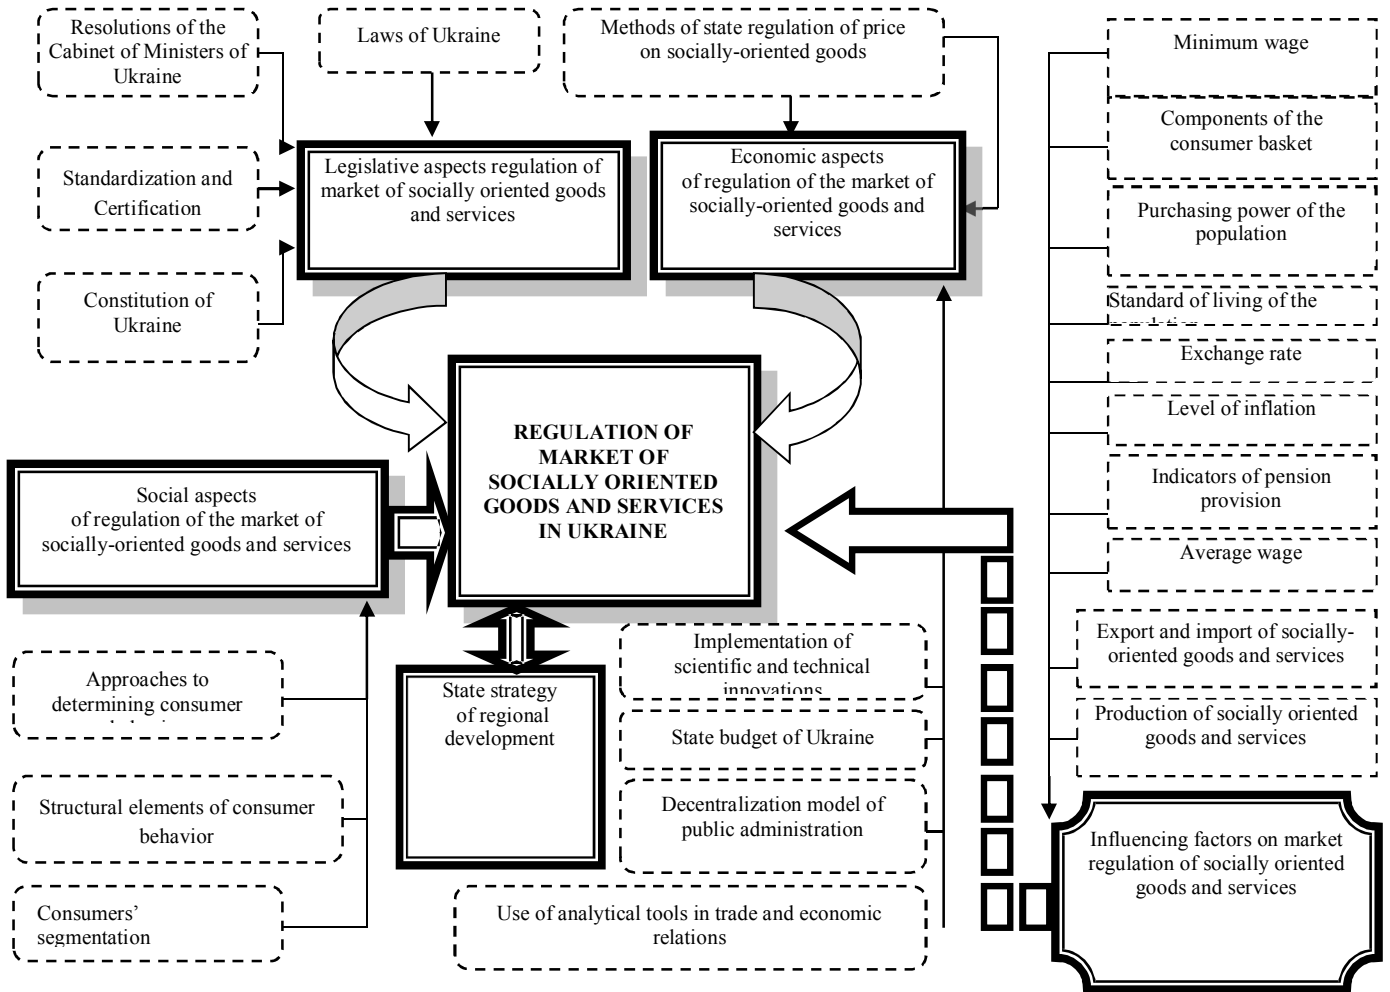 Resolutions of the
Cabinet of Ministers of
Ukraine
Laws of Ukraine
Methods of state regulation of price
on socially-oriented goods
Standardization and
Certification
Constitution of
Ukraine
Legislative aspects regulation of
market of socially oriented goods
and services
Economic aspects
of regulation of the market of
socially-oriented goods and
services
Minimum wage
Components of the
consumer basket
Purchasing power of the
population
Standard of living of the
Exchange rate
Level of inflation
Indicators of pension
provision
Average wage
Export and import of socially-
oriented goods and services
Production of socially oriented
goods and services
REGULATION OF
MARKET OF
SOCIALLY ORIENTED
GOODS AND SERVICES
IN UKRAINE
Social aspects
of regulation of the market of
socially-oriented goods and services
Approaches to
determining consumer
Structural elements of consumer
behavior
Consumers’
segmentation
State strategy
of regional
development
Implementation of
scientific and technical
innovations
State budget of Ukraine
Decentralization model of
public administration
Use of analytical tools in trade and economic
relations
Influencing factors on market
regulation of socially oriented
goods and services